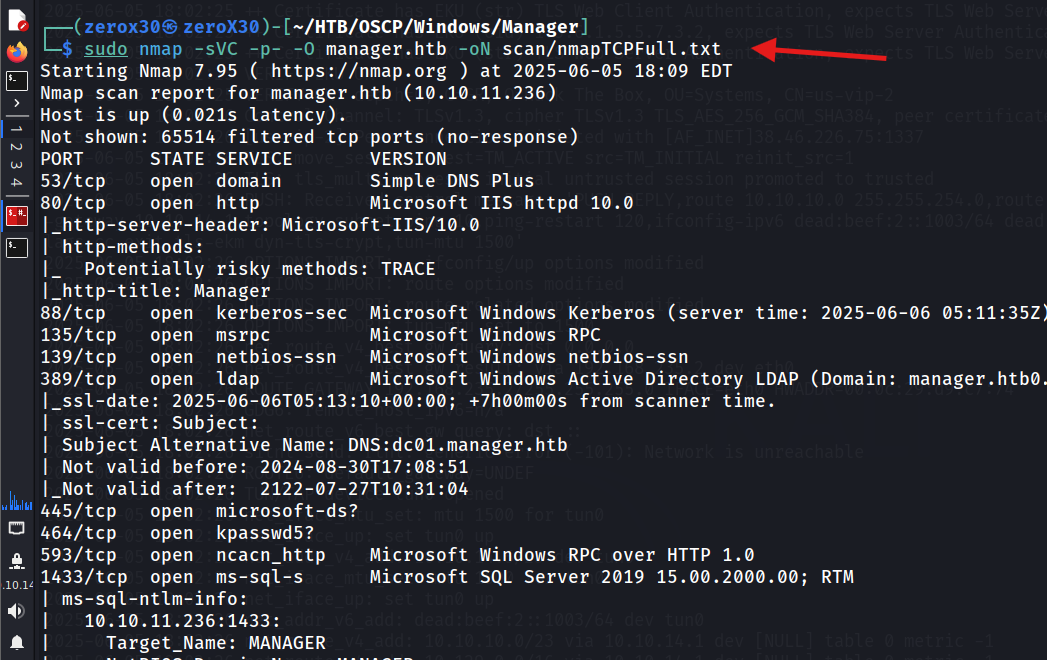 ┌──(zerox30㉿zeroX30)-[~/HTB/OSCP/Windows/Manager]
└─$ sudo nmap -sVC -p- -O manager.htb -oN scan/nmapTCPFull.txt
Starting Nmap 7.95 ( https://nmap.org ) at 2025-06-05 18:09 EDT
Nmap scan report for manager.htb (10.10.11.236)
Host is up (0.021s latency).
Not shown: 65514 filtered tcp ports (no-response)
PORT      STATE SERVICE       VERSION
53/tcp    open  domain        Simple DNS Plus
80/tcp    open  http          Microsoft IIS httpd 10.0
|_http-server-header: Microsoft-IIS/10.0
| http-methods:
|_  Potentially risky methods: TRACE
|_http-title: Manager
88/tcp    open  kerberos-sec  Microsoft Windows Kerberos (server time: 2025-06-06 05:11:35Z)
135/tcp   open  msrpc         Microsoft Windows RPC
139/tcp   open  netbios-ssn   Microsoft Windows netbios-ssn
389/tcp   open  ldap          Microsoft Windows Active Directory LDAP (Domain: manager.htb0.
|_ssl-date: 2025-06-06T05:13:10+00:00; +7h00m00s from scanner time.
| ssl-cert: Subject:
| Subject Alternative Name: DNS:dc01.manager.htb
| Not valid before: 2024-08-30T17:08:51
|_Not valid after:  2122-07-27T10:31:04
445/tcp   open  microsoft-ds?
464/tcp   open  kpasswd5?
593/tcp   open  ncacn_http    Microsoft Windows RPC over HTTP 1.0
1433/tcp  open  ms-sql-s      Microsoft SQL Server 2019 15.00.2000.00; RTM
| ms-sql-ntlm-info:
|   10.10.11.236:1433:
|     Target_Name: MANAGER
1
2
3
4
.10.14